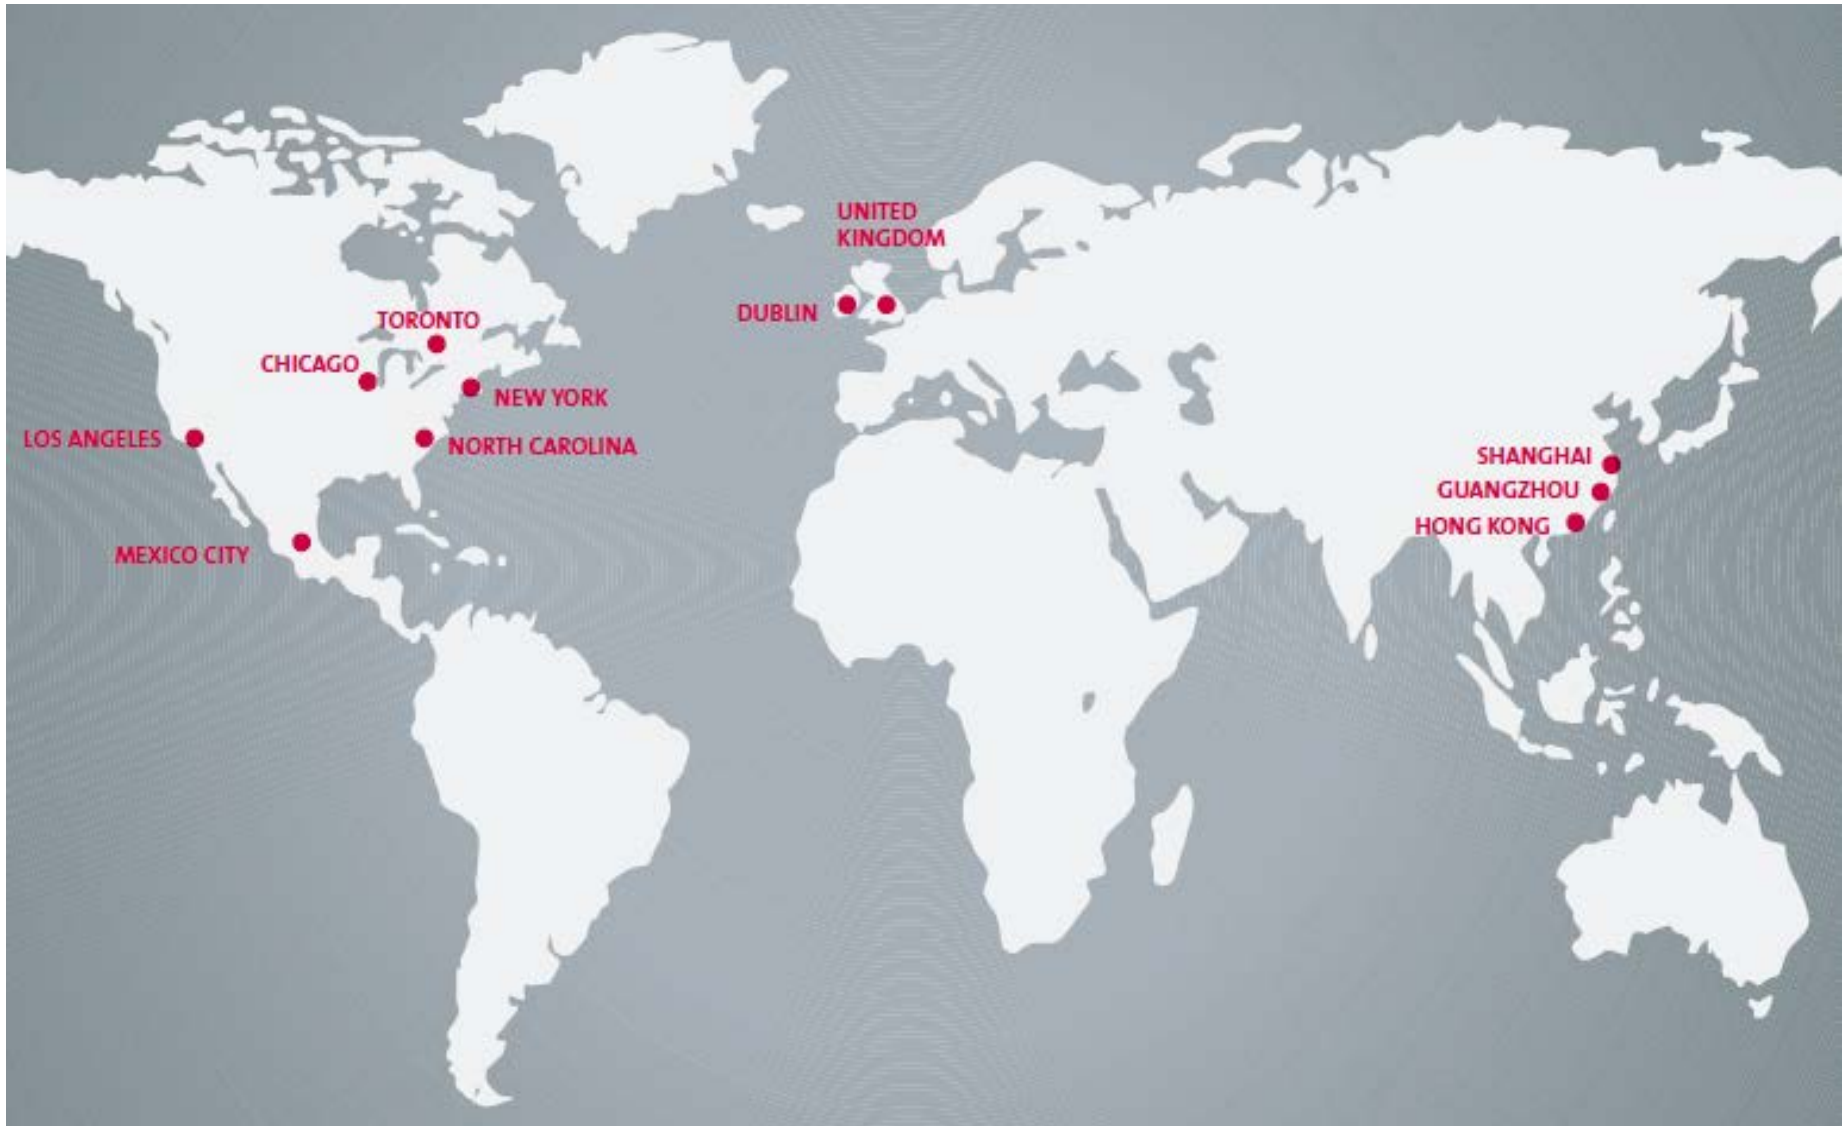 UNITED
KINGDOM
DUBLIN
TORONTO
CHICAGO
NEW YORK
LOS ANGELES
NORTH CAROLINA
SHANGHAI
GUANGZHOU
HONG KONG
MEXICO CITY